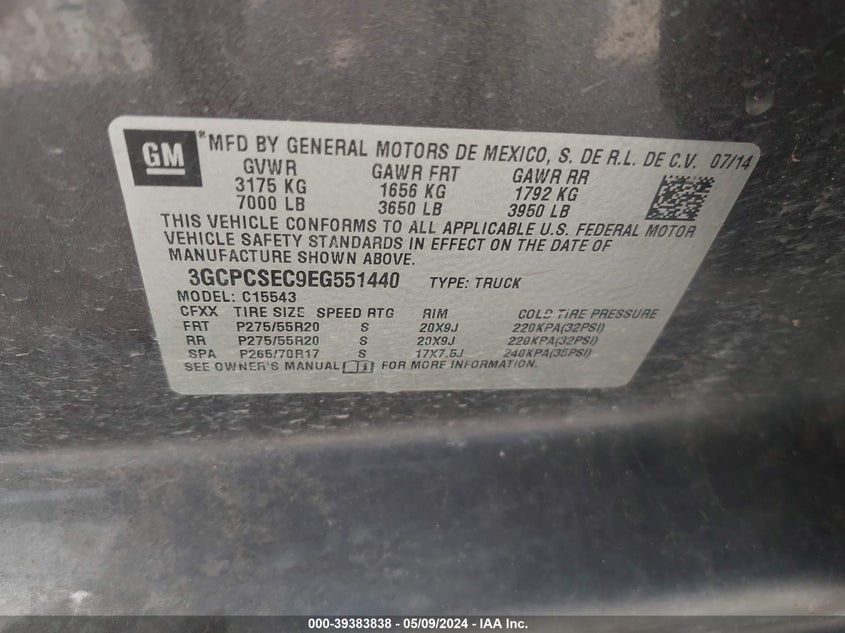 GM
® MFD BY GENERAL MOTORS DE MEXICO, S. DE R.L. DE C.V. 07/14
GVWR GAWR FRT GAWR RR
3175 KG 1656 KG 1792 KG
7000 LB 3650 LB 3950 LB
THIS VEHICLE CONFORMS TO ALL APPLICABLE U.S. FEDERAL MOTOR
VEHICLE SAFETY STANDARDS IN EFFECT ON THE DATE OF
MANUFACTURE SHOWN ABOVE.
3GCPCSEC9EG551440 TYPE: TRUCK
MODEL: C15543
CFXX TIRE SIZE SPEED RTG RIM COLD TIRE PRESSURE
FRT P275/55R20 S 20X9J 220KPA(32PSI)
RR P275/55R20 S 20X9J 220KPA(32PSI)
SPA P265/70R17 S 17X7.5J 240KPA(35PSI)
SEE OWNER'S MANUAL FOR MORE INFORMATION.
000-39383838 - 05/09/2024 - IAA Inc.